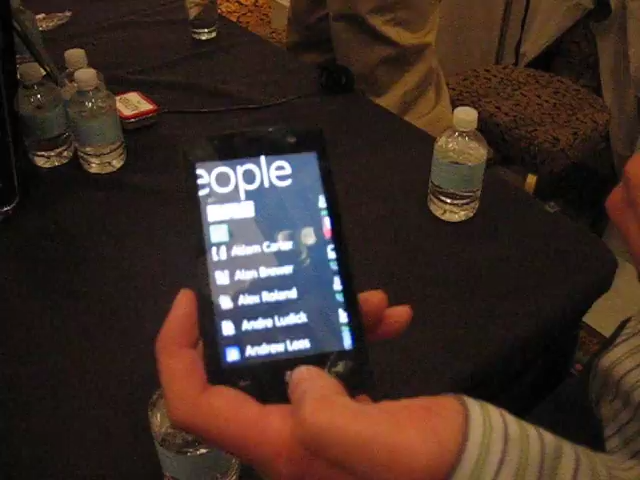 eople
Adam Carter
Alan Brewer
Alex Roland
Andre Ludick
Andrew Lees